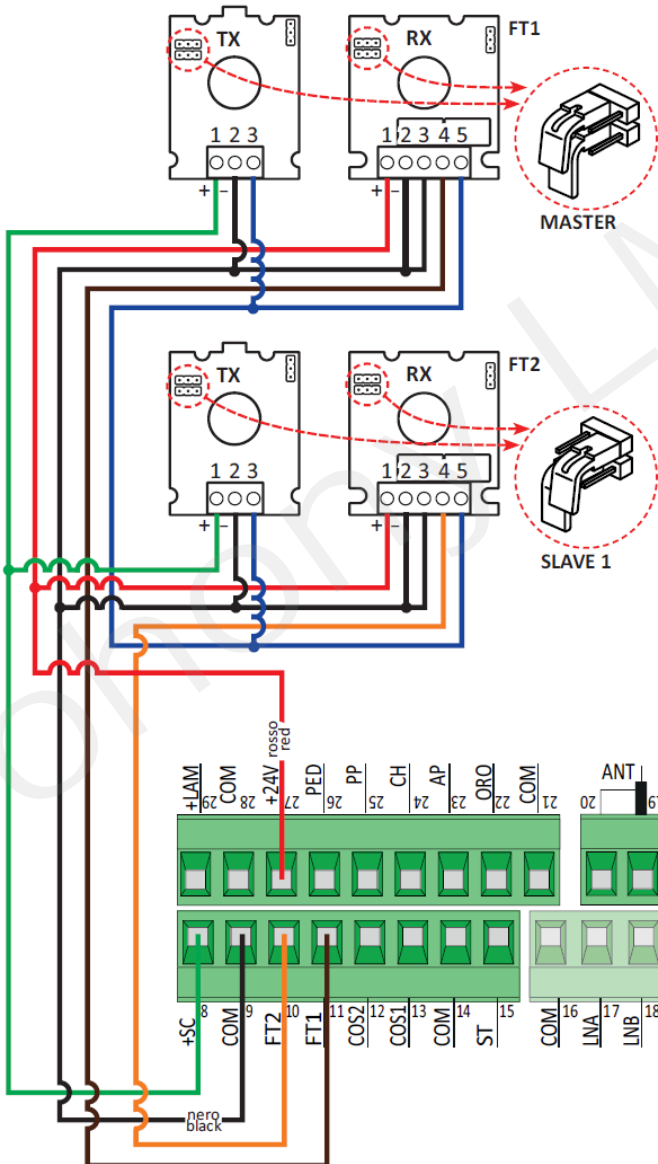 TX RX FT1
1 2 3 1 2 3 4 5
+ − + −
MASTER
TX RX FT2
1 2 3 1 2 3 4 5
+ − + −
SLAVE 1
rosso
red
+LAM COM +24V PED PP CH AP ORO COM ANT
29 28 27 26 25 24 23 22 21 20 19
8 9 10 11 12 13 14 15 16 17 18
+SC COM FT2 FT1 COS2 COS1 COM ST COM LNA LNB
nero
black